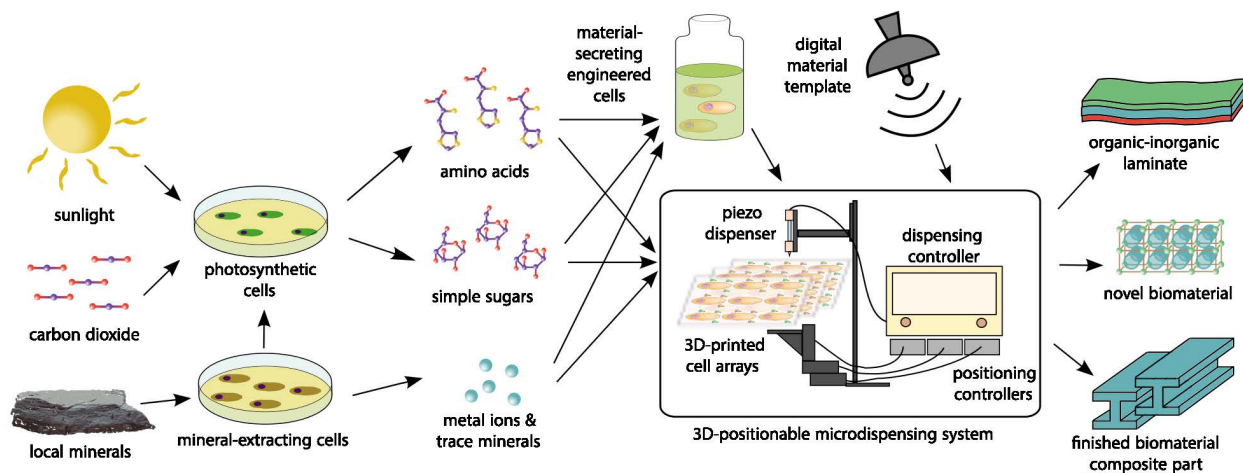 sunlight
carbon dioxide
local minerals
photosynthetic
cells
mineral-extracting cells
amino acids
simple sugars
metal ions &
trace minerals
material-
secreting
engineered
cells
digital
material
template
piezo
dispenser
dispensing
controller
3D-printed
cell arrays
positioning
controllers
3D-positionable microdispensing system
organic-inorganic
laminate
novel biomaterial
finished biomaterial
composite part